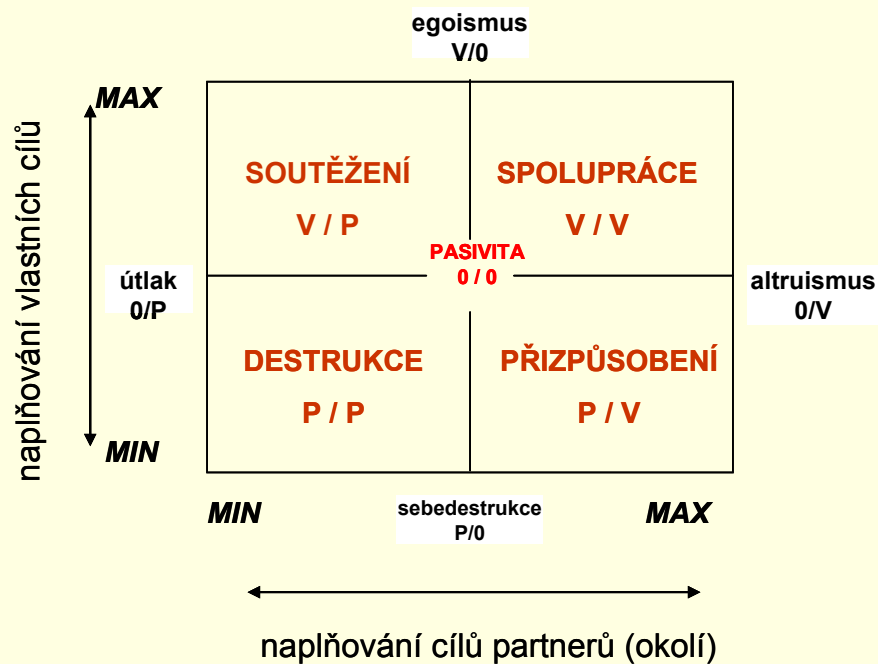 egoismus
V/0
MAX
SOUTĚŽENÍ
V / P
SPOLUPRÁCE
V / V
PASIVITA
0 / 0
útlak
0/P
altruismus
0/V
naplňování vlastních cílů
DESTRUKCE
P / P
PŘIZPŮSOBENÍ
P / V
MIN
MIN
sebedestrukce
P/0
MAX
naplňování cílů partnerů (okolí)